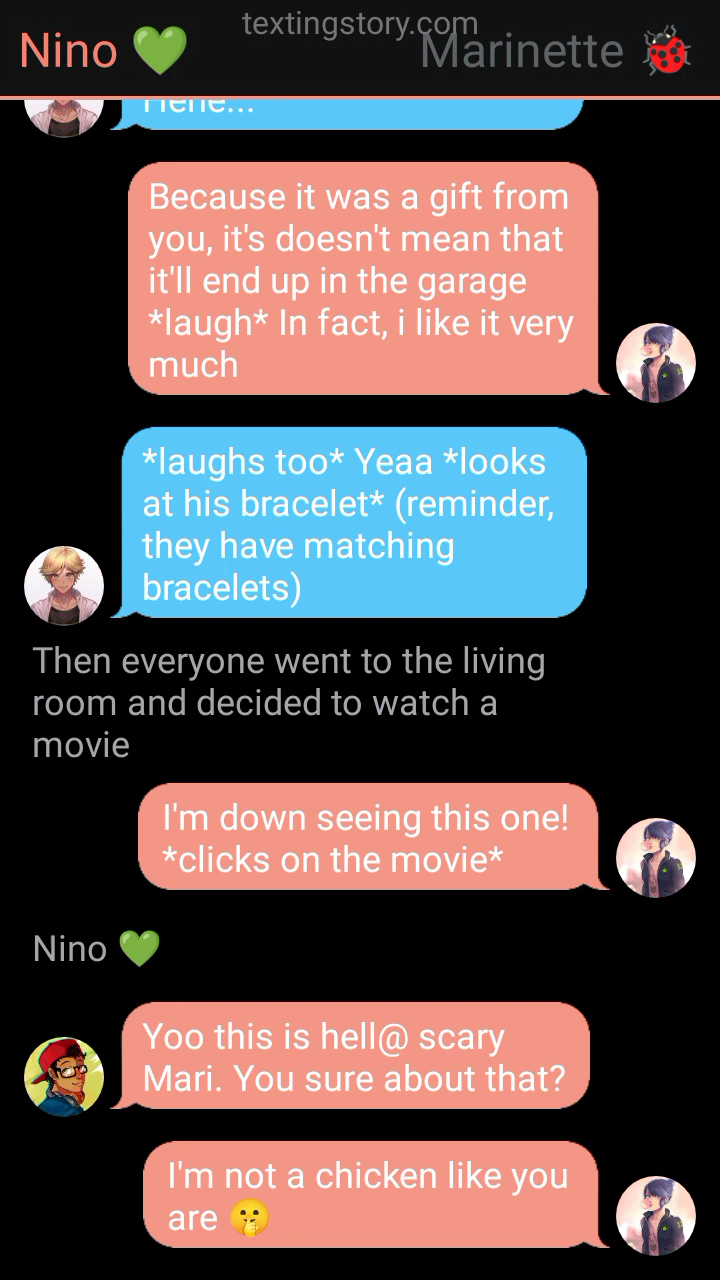 textingstory.com
Nino 💚
Marinette 🐞
Hehe...
Because it was a gift from
you, it's doesn't mean that
it'll end up in the garage
*laugh* In fact, i like it very
much
*laughs too* Yeaa *looks
at his bracelet* (reminder,
they have matching
bracelets)
Then everyone went to the living
room and decided to watch a
movie
I'm down seeing this one!
*clicks on the movie*
Nino 💚
Yoo this is hell@ scary
Mari. You sure about that?
I'm not a chicken like you
are 🤫